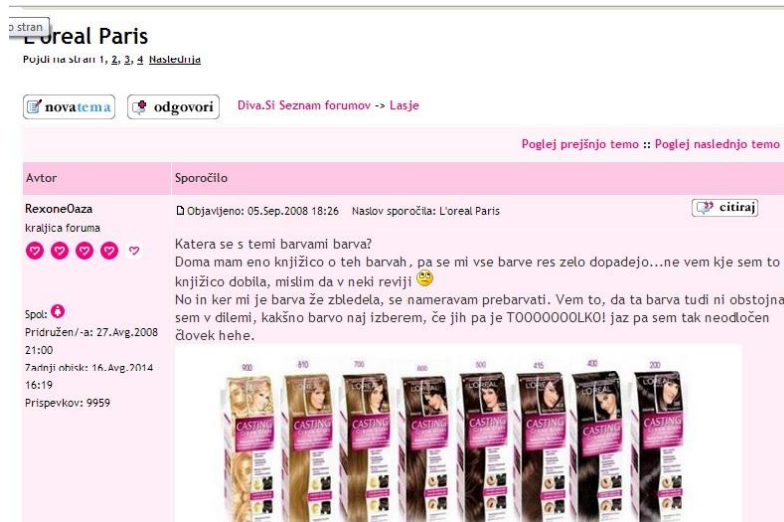 o stran
L'oreal Paris
Pojdi na stran 1, 2, 3, 4 Naslednja
novatema odgovori Diva.Si Seznam forumov -> Lasje
Poglej prejšnjo temo :: Poglej naslednjo temo
Avtor Sporočilo
RexoneOaza
kraljica foruma
Objavljeno: 05.Sep.2008 18:26 Naslov sporočila: L'oreal Paris citiraj
Katera se s temi barvami barva?
Doma mam eno knjižico o teh barvah, pa se mi vse barve res zelo dopadejo...ne vem kje sem to
knjižico dobila, mislim da v neki reviji
No in ker mi je barva že zbledela, se nameravam prebarvati. Vem to, da ta barva tudi ni obstojna
sem v dilemi, kakšno barvo naj izberem, če jih pa je TOOOOOOOLKO! jaz pa sem tak neodločen
človek hehe.
Spol:
Pridružen/-a: 27.Avg.2008
21:00
Zadnji obisk: 16.Avg.2014
16:19
Prispevkov: 9959
900 810 700 600 500 415 400 200
L'OREAL
CASTING CASTING CASTING CASTING CASTING CASTING CASTING CASTING